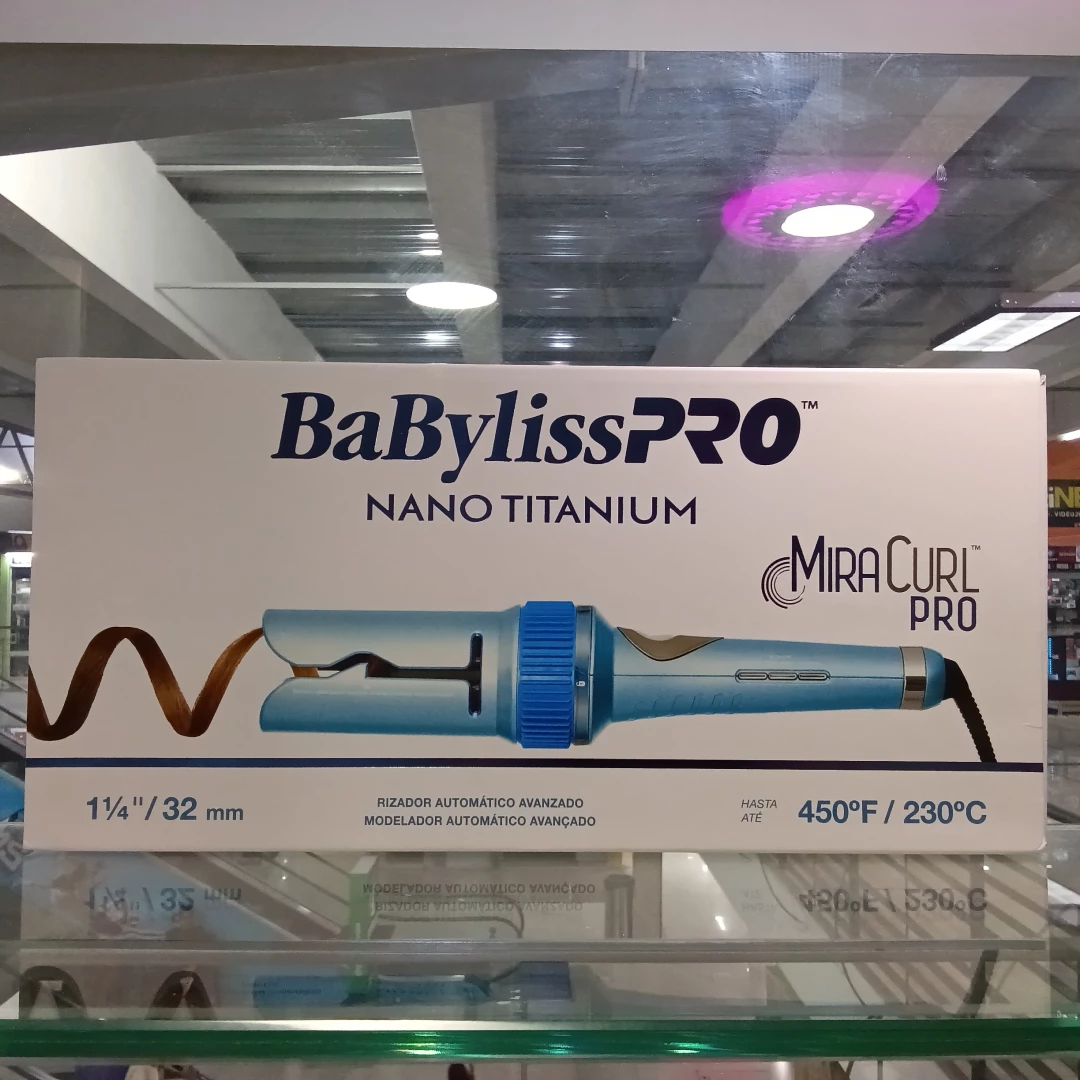 BaBylissPRO™
NANO TITANIUM
MIRACURL™
PRO
1¼"/32 mm
RIZADOR AUTOMÁTICO AVANZADO
MODELADOR AUTOMÁTICO AVANÇADO
HASTA
ATÉ
450ºF / 230ºC